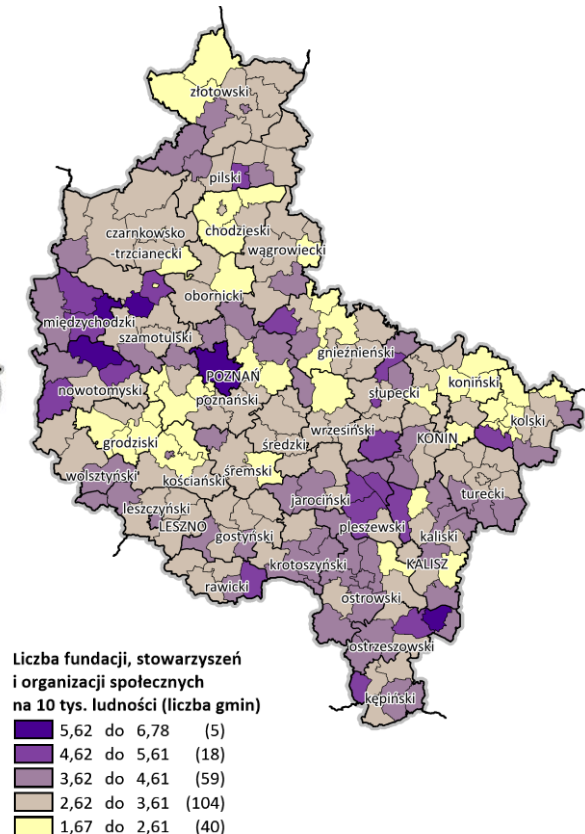 złotowski
pilski
czarnkowsko
-trzcianecki
chodzieski
wągrowiecki
obornicki
międzychodzki
szamotulski
gnieźnieński
POZNAŃ
poznański
nowotomyski
słupecki
koniński
kolski
grodziski
wrzesiński
KONIN
średzki
wolsztyński
kościański
śremski
turecki
jarociński
leszczyński
LESZNO
gostyński
pleszewski
kaliski
krotoszyński
KALISZ
rawicki
ostrowski
ostrzeszowski
kępiński
Liczba fundacji, stowarzyszeń
i organizacji społecznych
na 10 tys. ludności (liczba gmin)
5,62 do 6,78 (5)
4,62 do 5,61 (18)
3,62 do 4,61 (59)
2,62 do 3,61 (104)
1,67 do 2,61 (40)